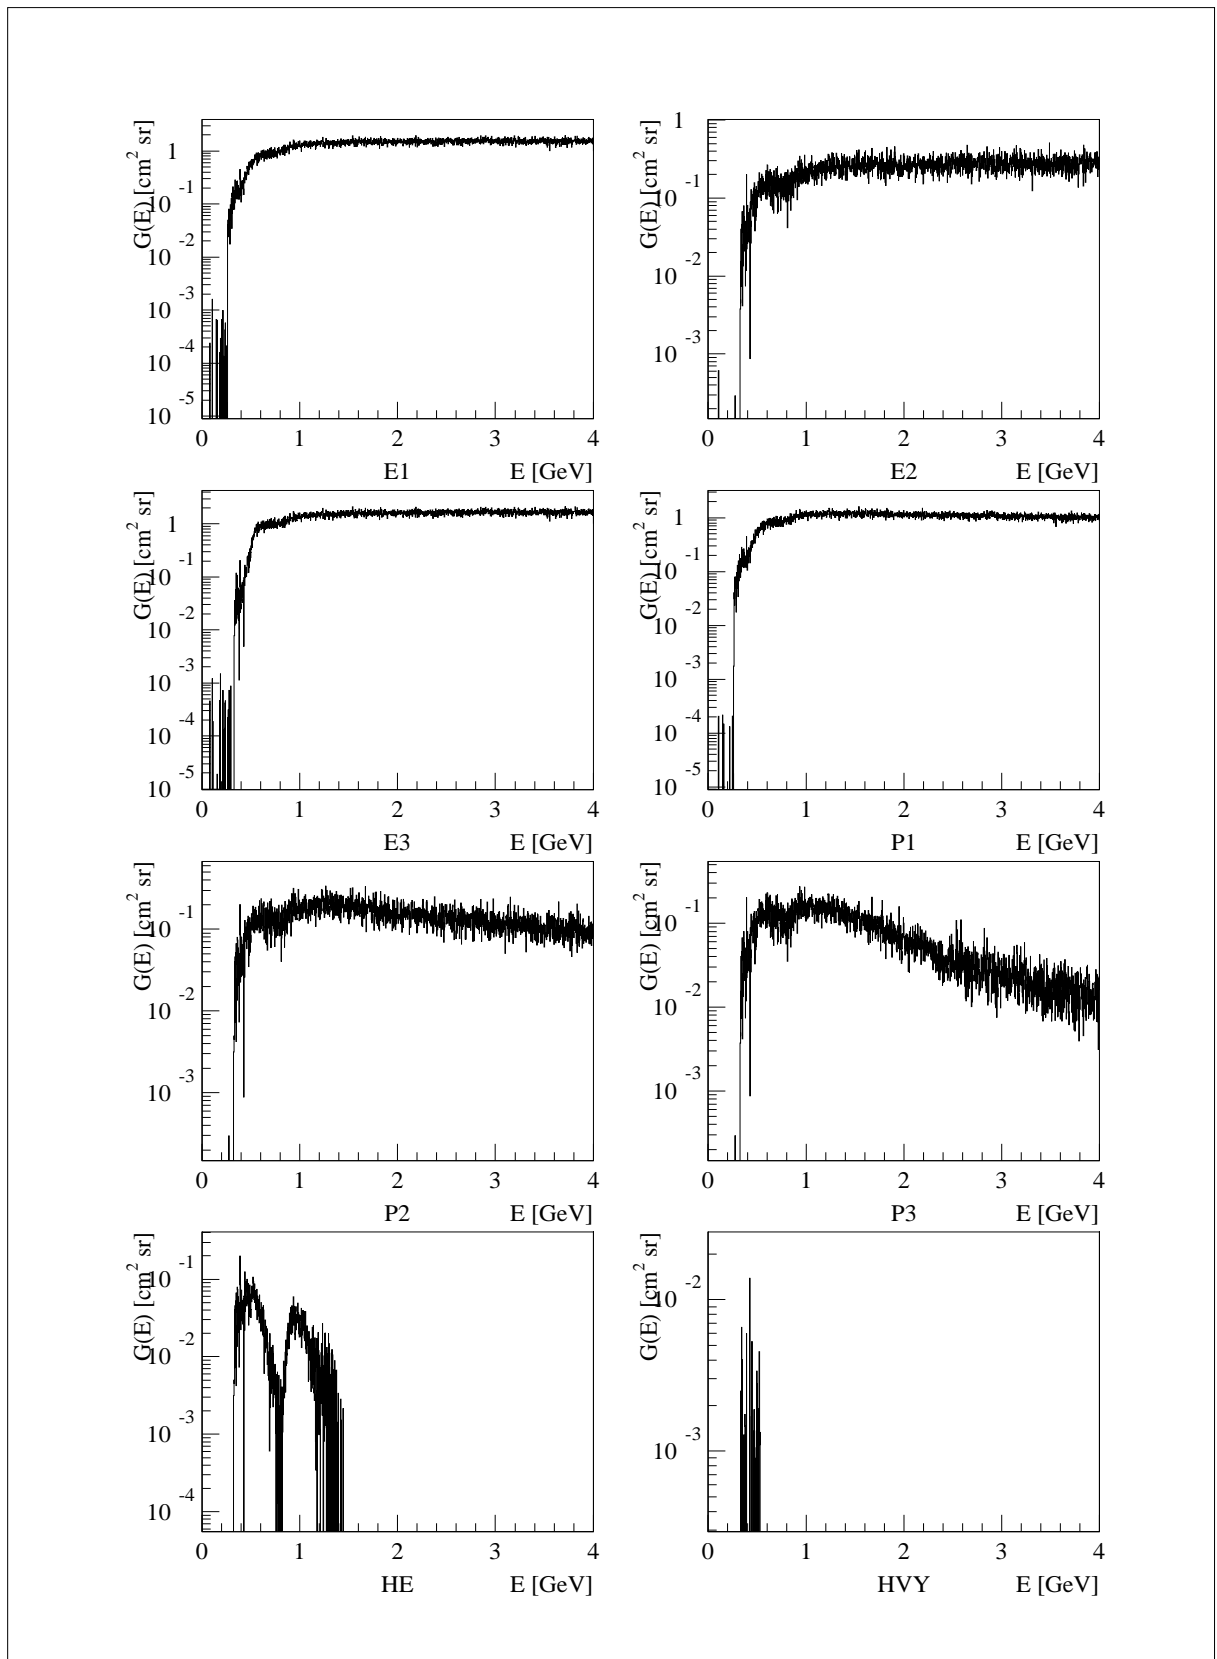 G(E) [cm² sr]
1
10⁻¹
10⁻²
10⁻³
10⁻⁴
10⁻⁵
0 1 2 3 4
E1 E [GeV]
G(E) [cm² sr]
1
10⁻¹
10⁻²
10⁻³
0 1 2 3 4
E2 E [GeV]
G(E) [cm² sr]
1
10⁻¹
10⁻²
10⁻³
10⁻⁴
10⁻⁵
0 1 2 3 4
E3 E [GeV]
G(E) [cm² sr]
1
10⁻¹
10⁻²
10⁻³
10⁻⁴
10⁻⁵
0 1 2 3 4
P1 E [GeV]
G(E) [cm² sr]
10⁻¹
10⁻²
10⁻³
0 1 2 3 4
P2 E [GeV]
G(E) [cm² sr]
10⁻¹
10⁻²
10⁻³
0 1 2 3 4
P3 E [GeV]
G(E) [cm² sr]
10⁻¹
10⁻²
10⁻³
10⁻⁴
0 1 2 3 4
HE E [GeV]
G(E) [cm² sr]
10⁻²
10⁻³
0 1 2 3 4
HVY E [GeV]